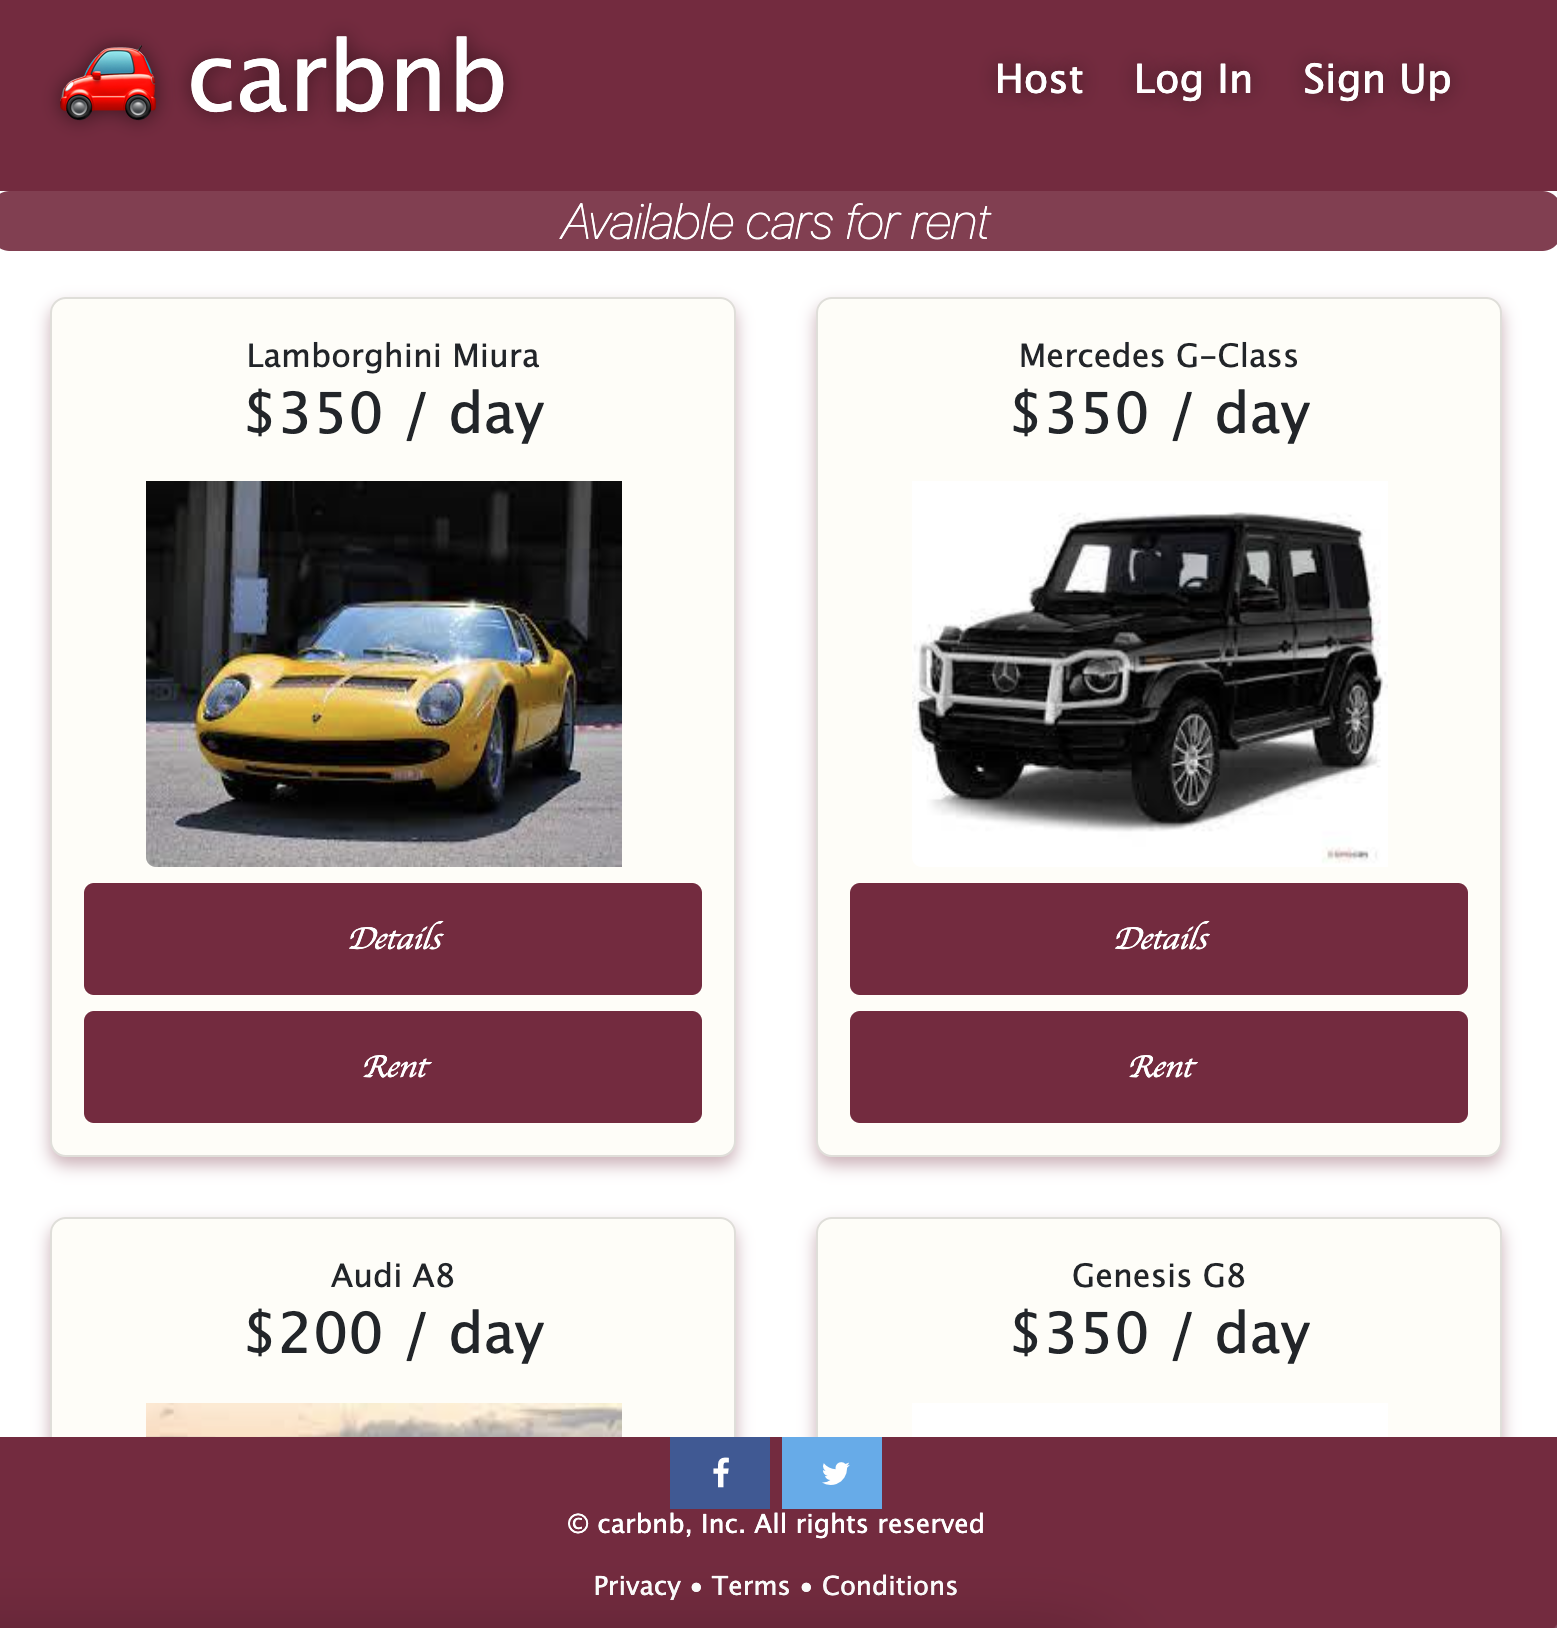 carbnb
Host Log In Sign Up
Available cars for rent
Lamborghini Miura
$350 / day
Details
Rent
Mercedes G-Class
$350 / day
Details
Rent
Audi A8
$200 / day
Genesis G8
$350 / day
© carbnb, Inc. All rights reserved
Privacy • Terms • Conditions